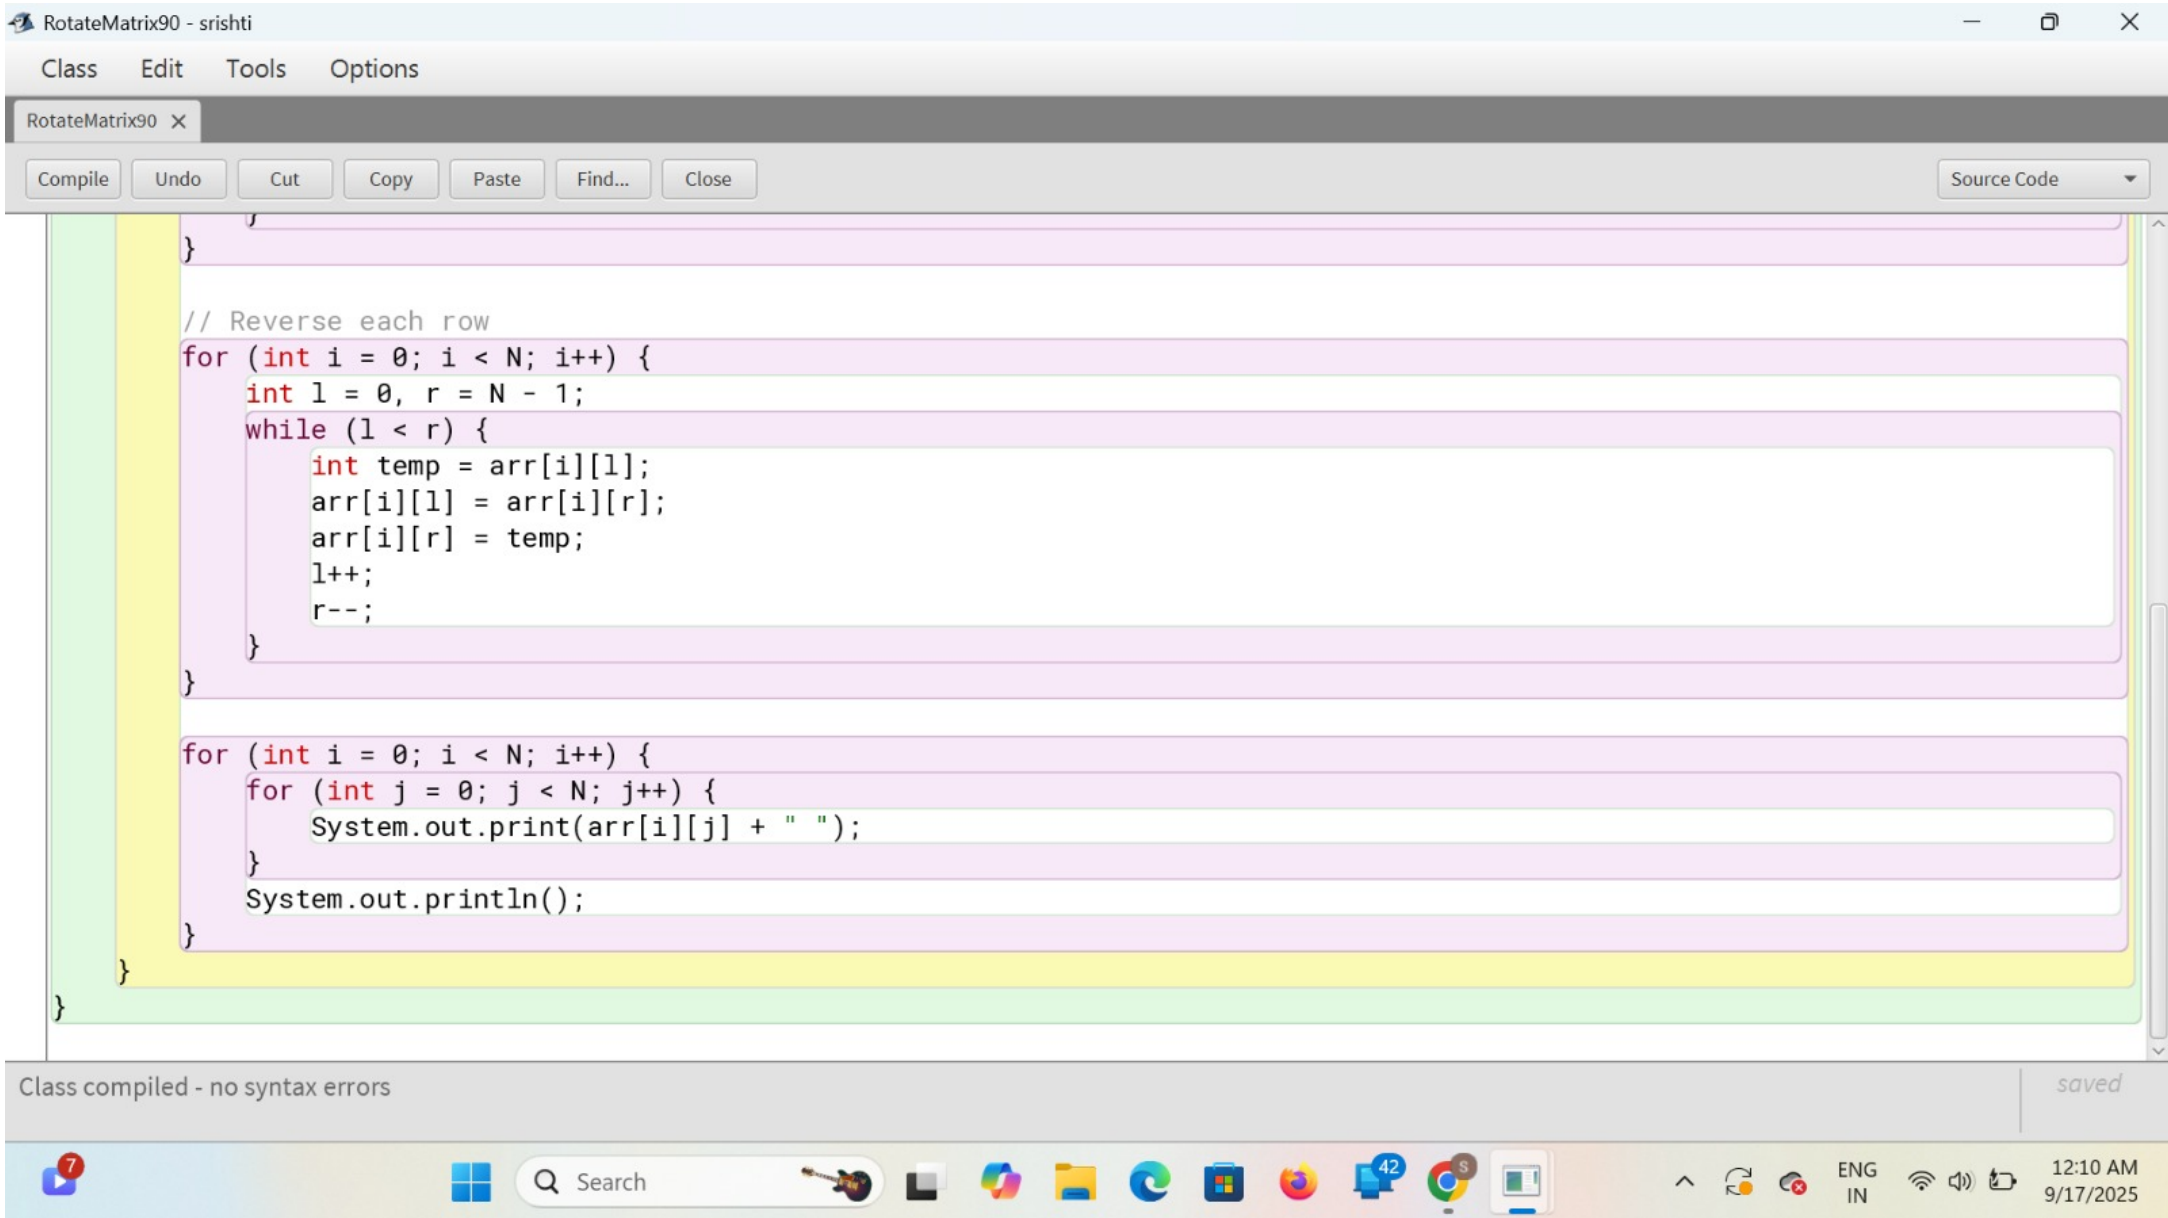 RotateMatrix90 - srishti
Class Edit Tools Options
RotateMatrix90
Compile Undo Cut Copy Paste Find... Close Source Code
}
}
// Reverse each row
for (int i = 0; i < N; i++) {
int l = 0, r = N - 1;
while (l < r) {
int temp = arr[i][l];
arr[i][l] = arr[i][r];
arr[i][r] = temp;
l++;
r--;
}
}
for (int i = 0; i < N; i++) {
for (int j = 0; j < N; j++) {
System.out.print(arr[i][j] + " ");
}
System.out.println();
}
}
}
Class compiled - no syntax errors
saved
7
Search
42
S
ENG
IN
12:10 AM
9/17/2025